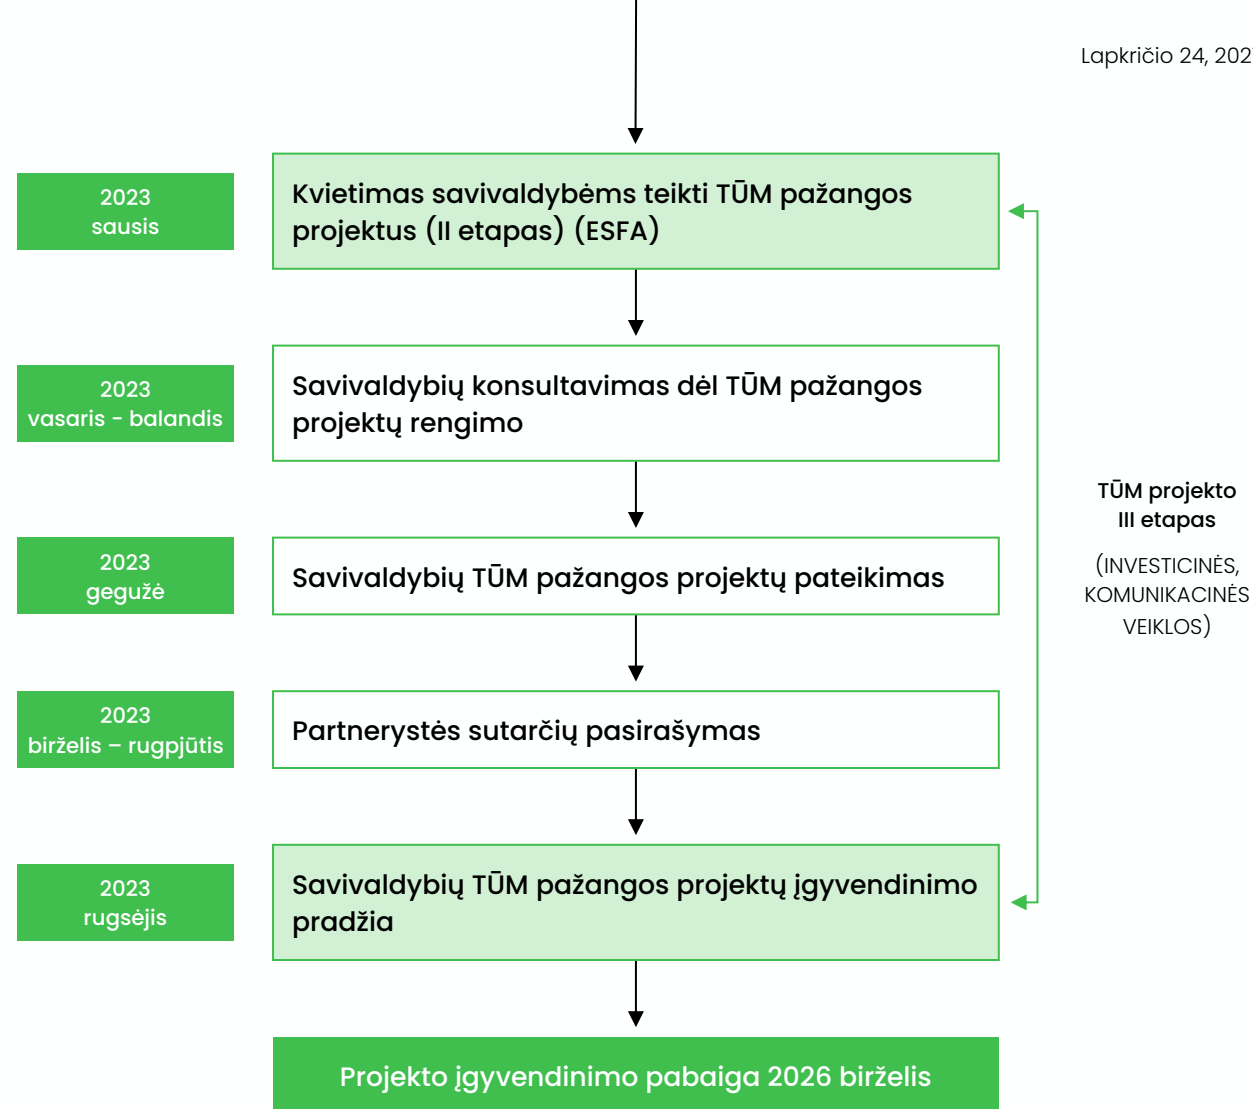 Lapkričio 24, 202
2023
sausis
Kvietimas savivaldybėms teikti TŪM pažangos
projektus (II etapas) (ESFA)
2023
vasaris - balandis
Savivaldybių konsultavimas dėl TŪM pažangos
projektų rengimo
TŪM projekto
III etapas
(INVESTICINĖS,
KOMUNIKACINĖS
VEIKLOS)
2023
gegužė
Savivaldybių TŪM pažangos projektų pateikimas
2023
birželis – rugpjūtis
Partnerystės sutarčių pasirašymas
2023
rugsėjis
Savivaldybių TŪM pažangos projektų įgyvendinimo
pradžia
Projekto įgyvendinimo pabaiga 2026 birželis